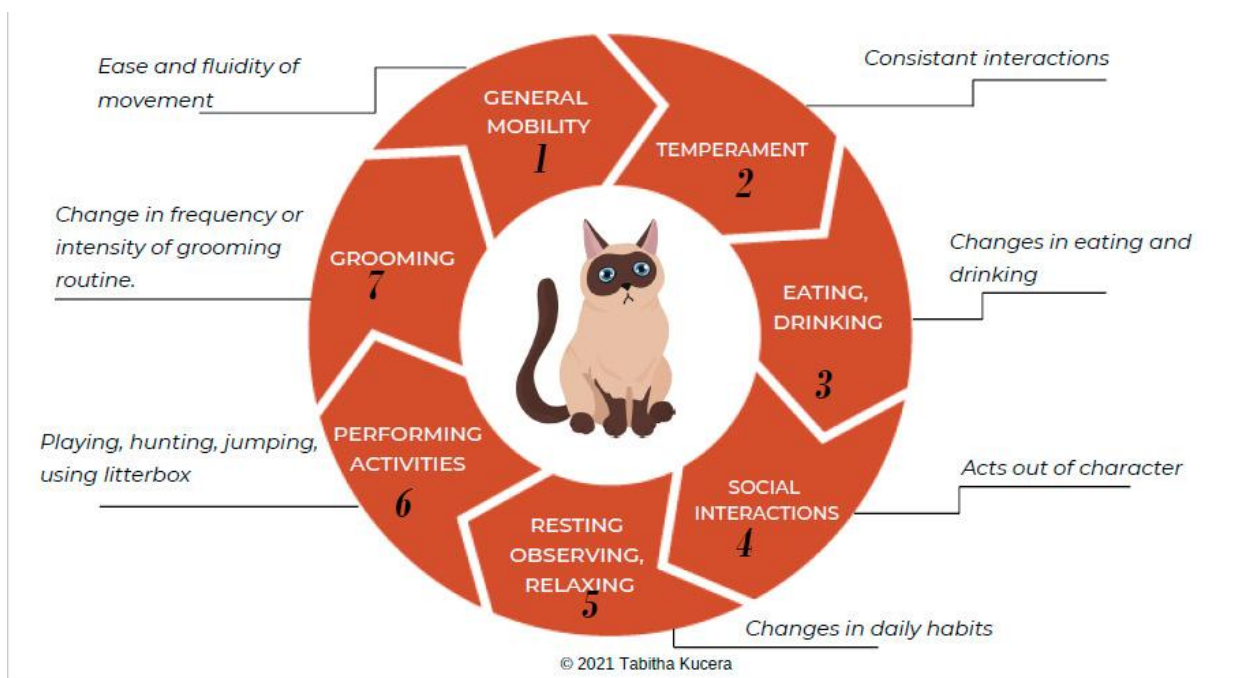 Ease and fluidity of
movement
GENERAL
MOBILITY
1
Consistant interactions
TEMPERAMENT
2
Changes in eating and
drinking
EATING,
DRINKING
3
Acts out of character
SOCIAL
INTERACTIONS
4
Changes in daily habits
RESTING
OBSERVING,
RELAXING
5
Playing, hunting, jumping,
using litterbox
PERFORMING
ACTIVITIES
6
Change in frequency or
intensity of grooming
routine.
GROOMING
7
© 2021 Tabitha Kucera